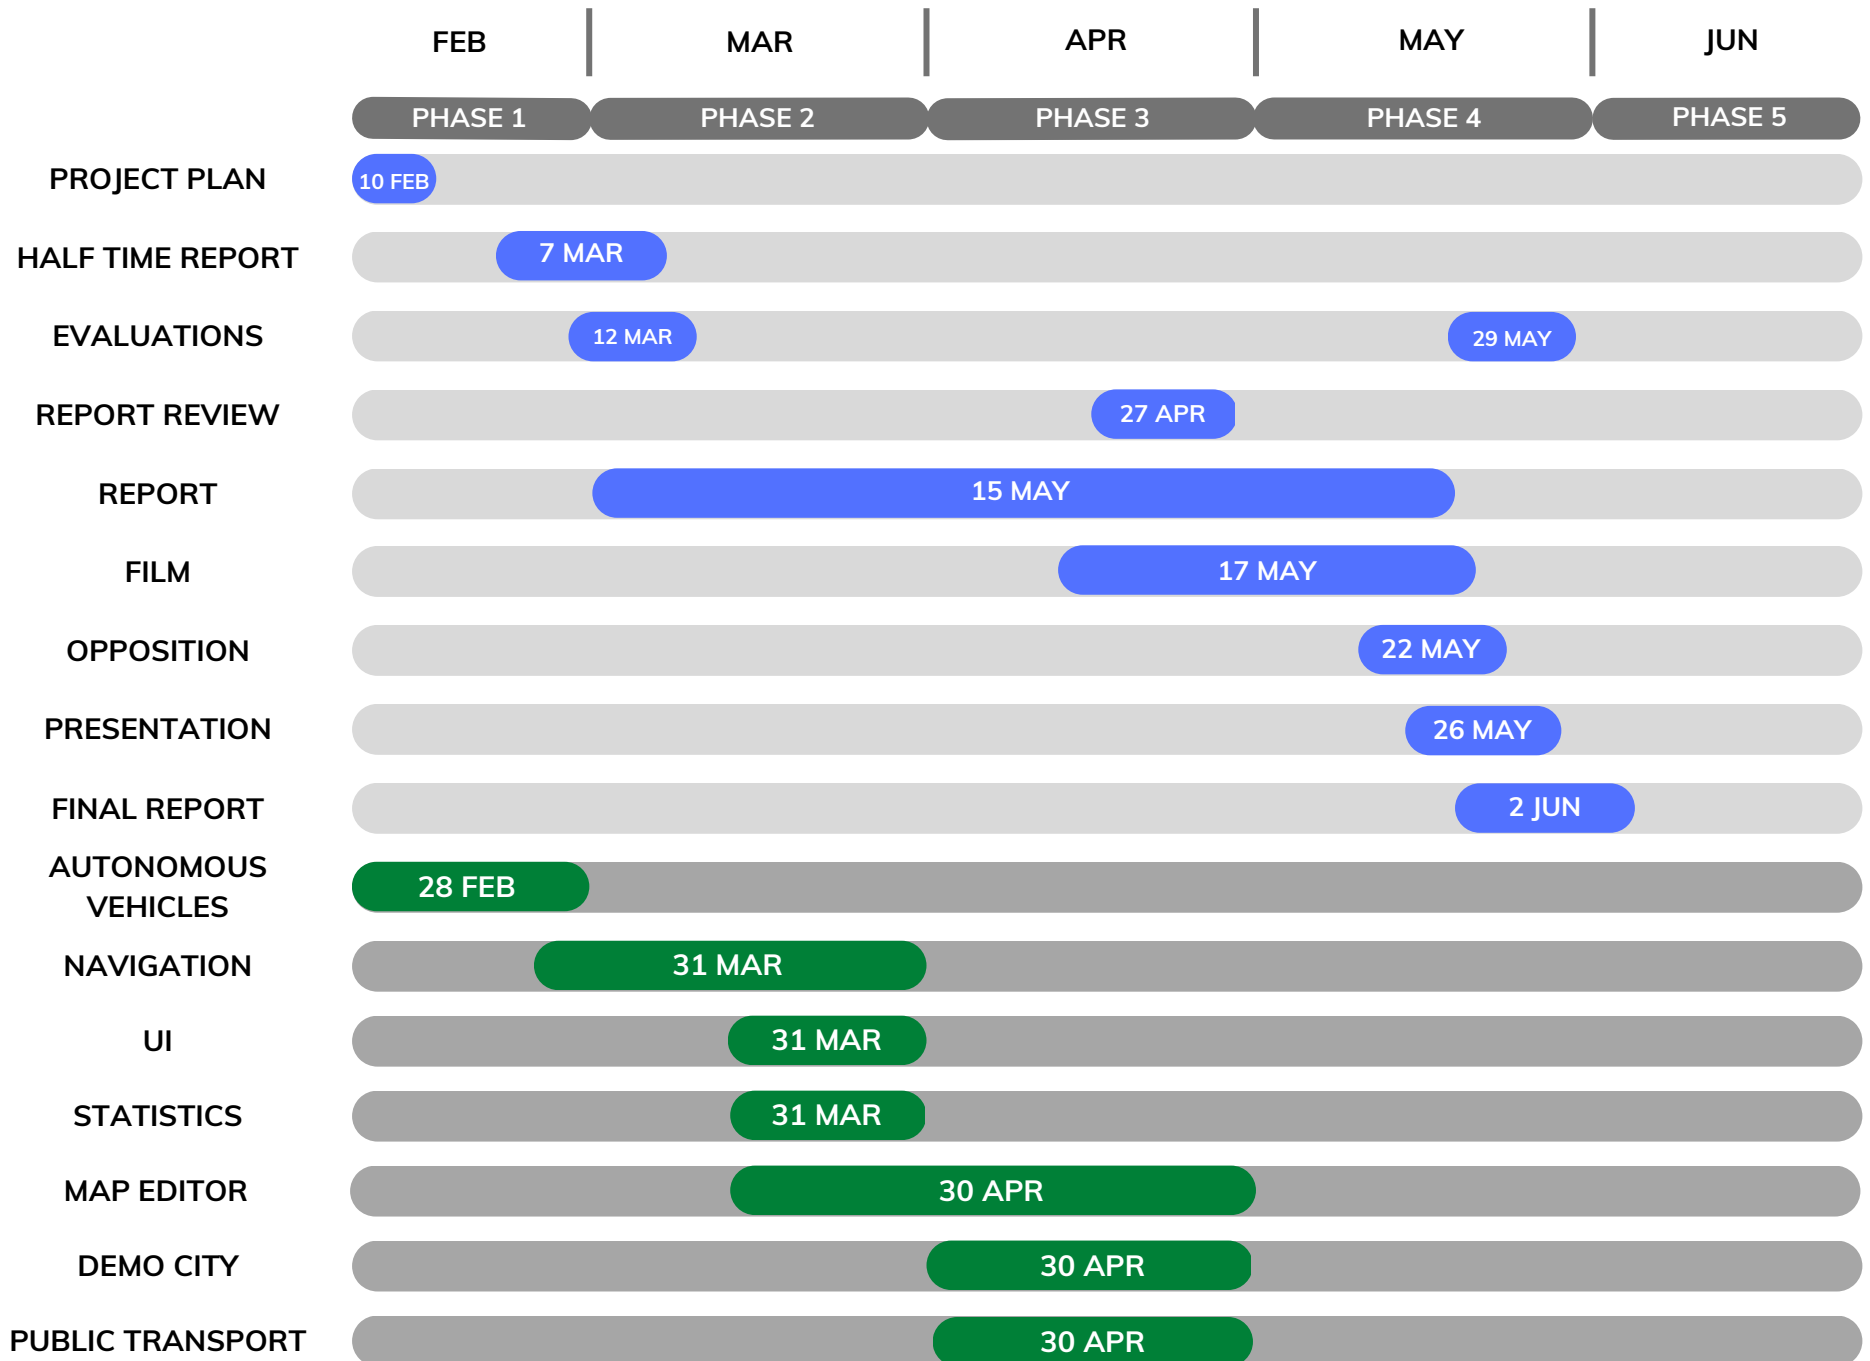 FEB MAR APR MAY JUN
PHASE 1 PHASE 2 PHASE 3 PHASE 4 PHASE 5
PROJECT PLAN 10 FEB
HALF TIME REPORT 7 MAR
EVALUATIONS 12 MAR 29 MAY
REPORT REVIEW 27 APR
REPORT 15 MAY
FILM 17 MAY
OPPOSITION 22 MAY
PRESENTATION 26 MAY
FINAL REPORT 2 JUN
AUTONOMOUS
VEHICLES 28 FEB
NAVIGATION 31 MAR
UI 31 MAR
STATISTICS 31 MAR
MAP EDITOR 30 APR
DEMO CITY 30 APR
PUBLIC TRANSPORT 30 APR